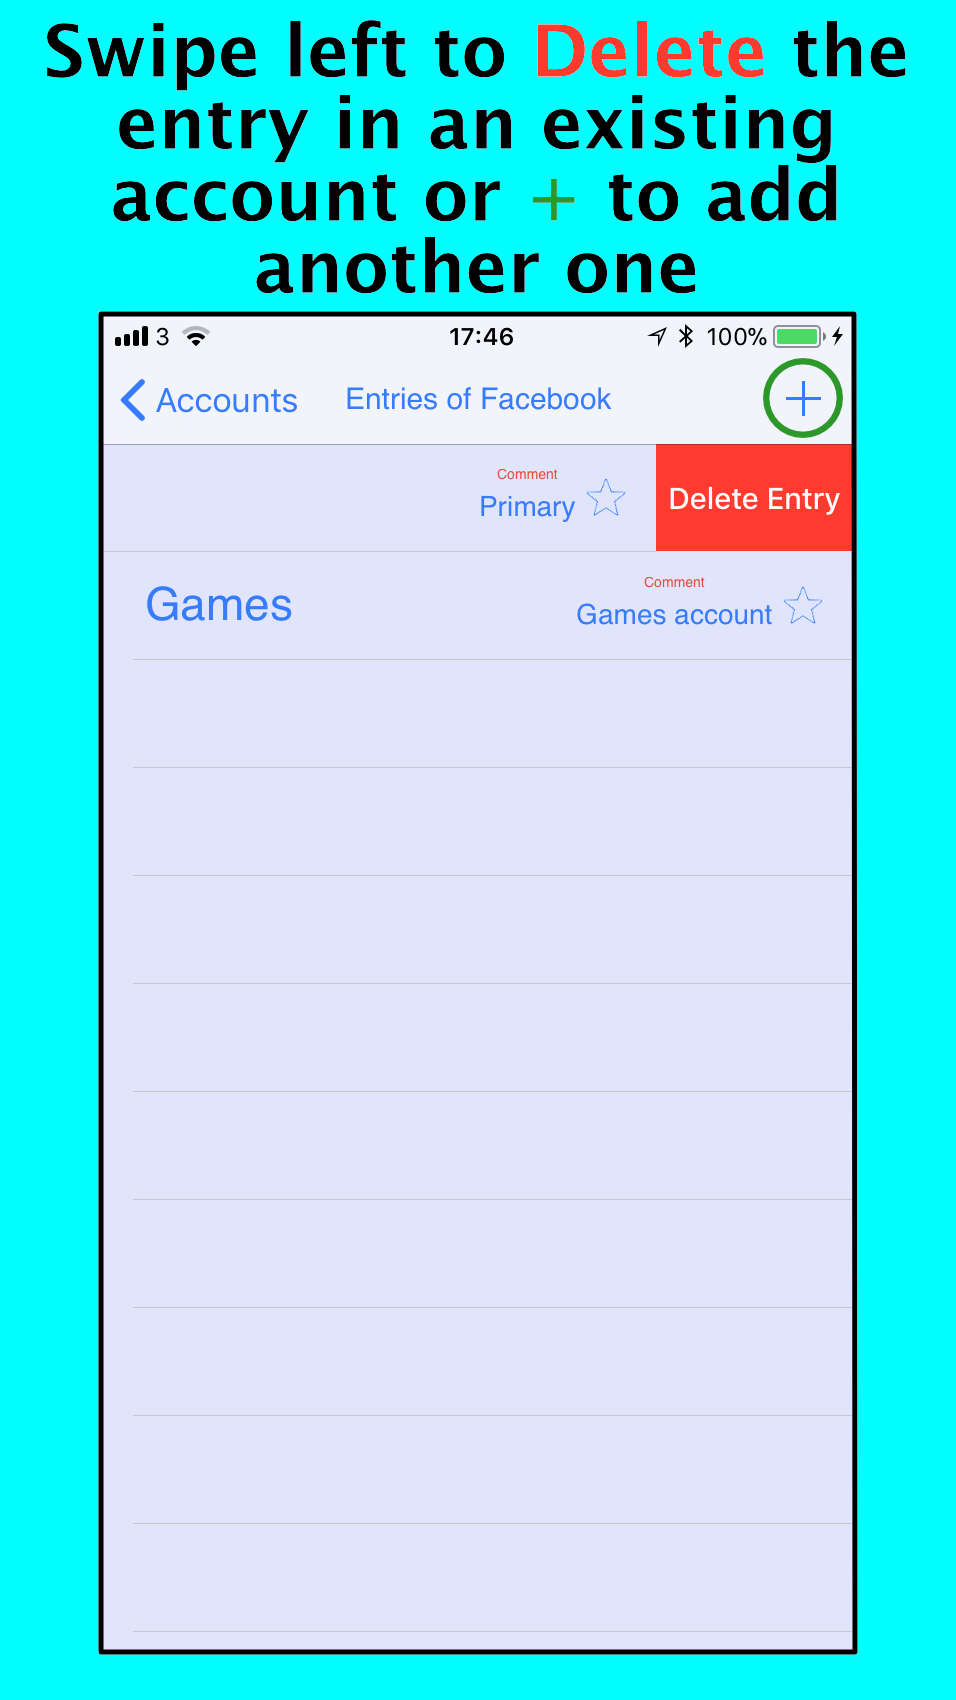 Swipe left to Delete the
entry in an existing
account or + to add
another one
3 17:46 100%
Accounts Entries of Facebook +
Comment
Primary Delete Entry
Comment
Games Games account